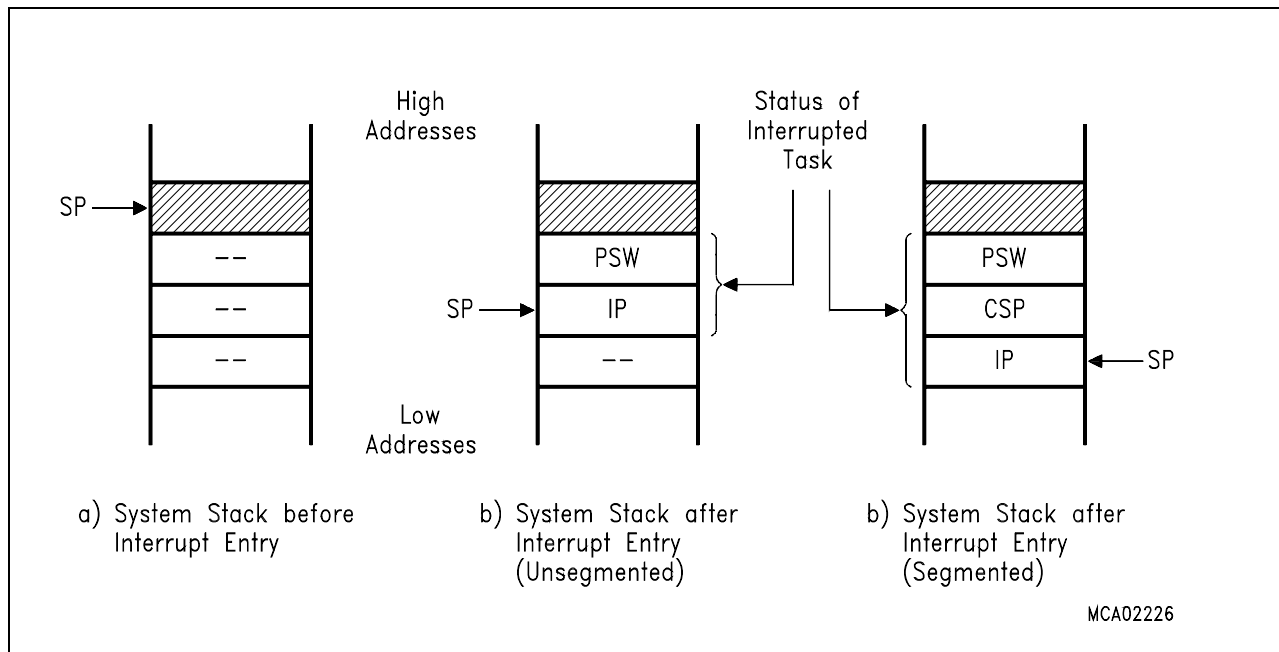 High
Addresses
Status of
Interrupted
Task
SP
--
--
--
SP
PSW
IP
--
PSW
CSP
IP
SP
Low
Addresses
a) System Stack before
Interrupt Entry
b) System Stack after
Interrupt Entry
(Unsegmented)
b) System Stack after
Interrupt Entry
(Segmented)
MCA02226